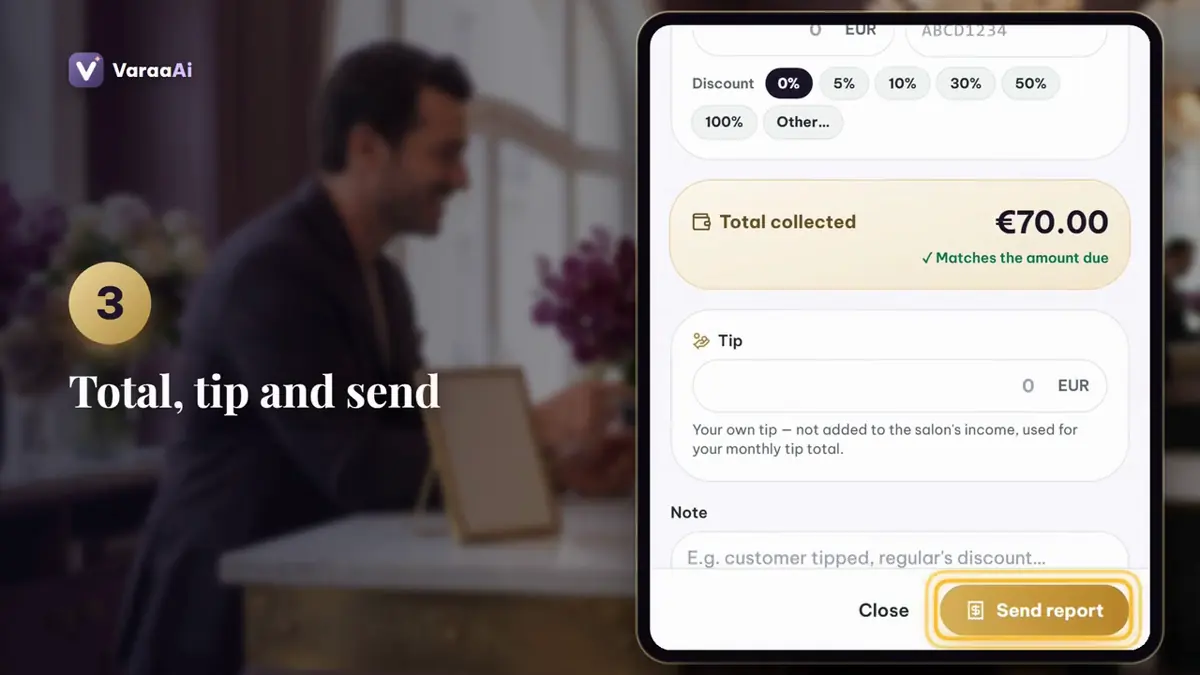 VaraaAi
3
Total, tip and send
0 EUR ABCD1234
Discount 0% 5% 10% 30% 50%
100% Other...
Total collected €70.00
✓ Matches the amount due
Tip
0 EUR
Your own tip — not added to the salon's income, used for
your monthly tip total.
Note
E.g. customer tipped, regular's discount...
Close Send report